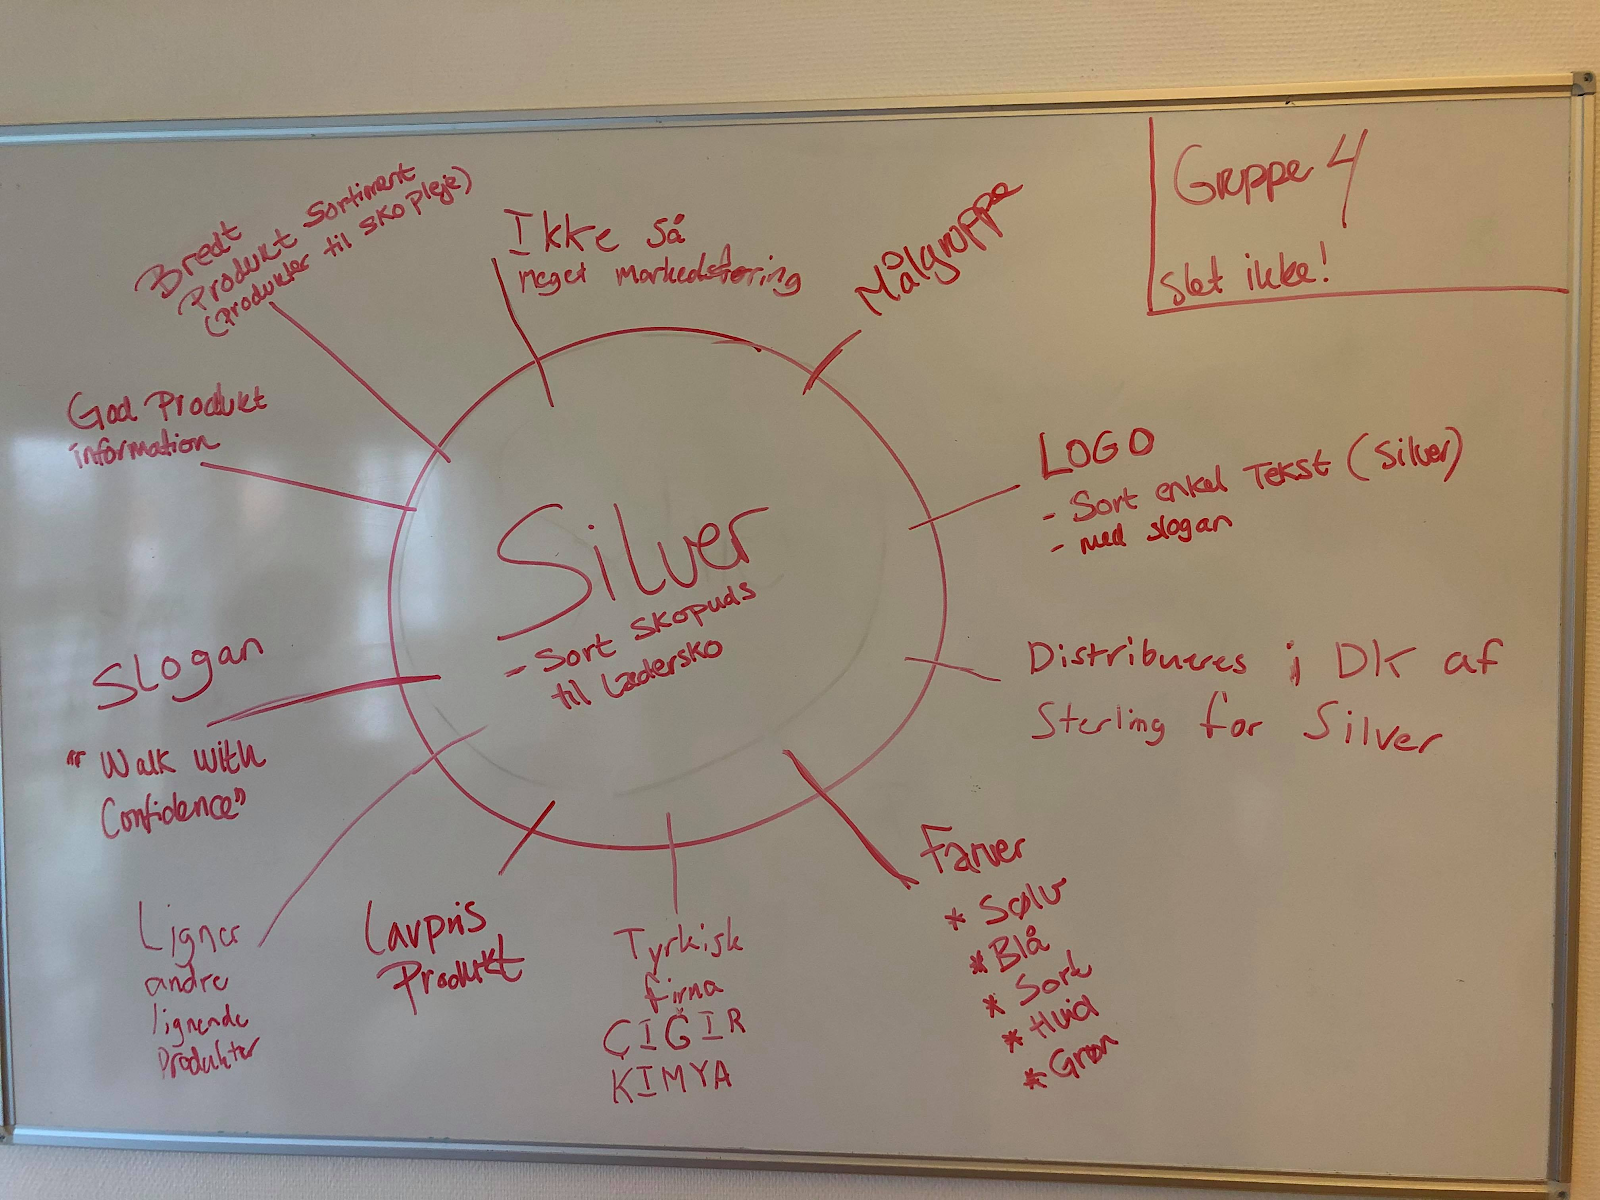 Gruppe 4
slet ikke!
Bredt
Produkt Sortiment
(Produkter til skopleje)
Ikke så
meget markedsføring
Målgruppe
God Produkt
information
LOGO
- Sort enkel Tekst (Silver)
- med slogan
Silver
- Sort skopuds
til Lædersko
Distribueres i DK af
Sterling for Silver
Slogan
"Walk with
Confidence"
Farver
* Sølv
* Blå
* Sort
* Hvid
* Grøn
Ligner
andre
lignende
Produkter
Lavpris
Produkt
Tyrkisk
firma
ÇIĞIR
KIMYA